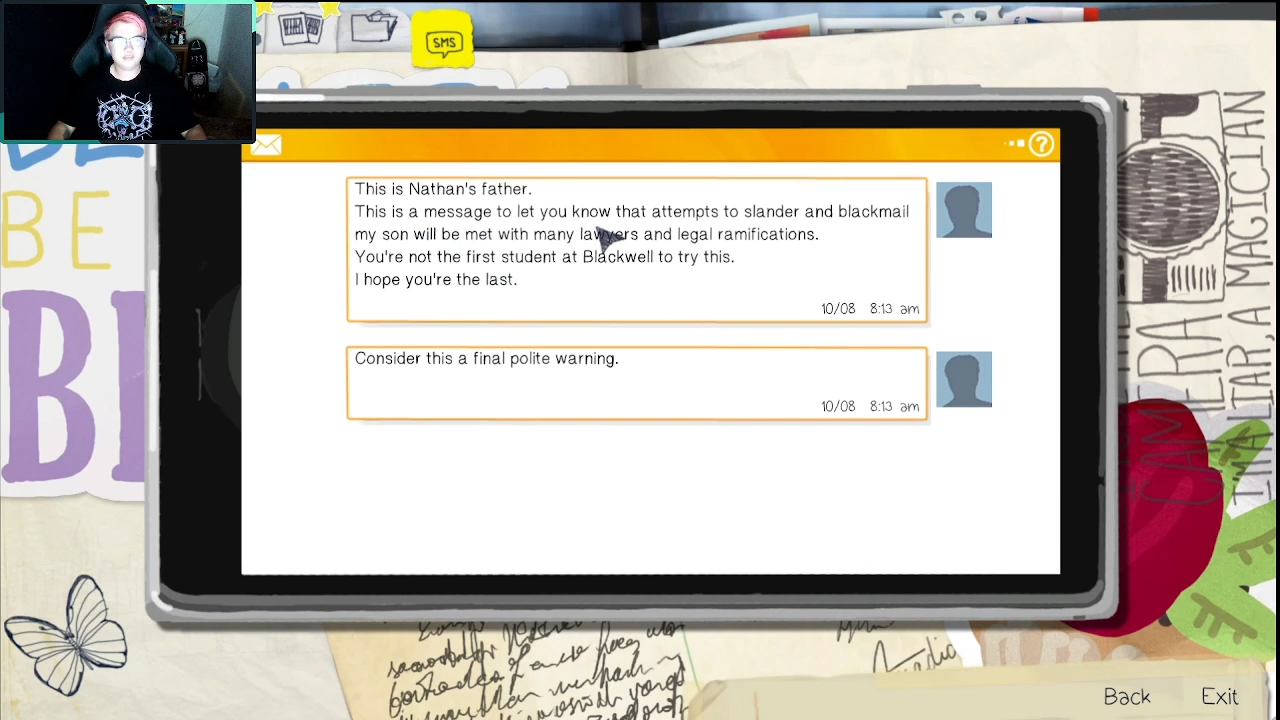 SMS
BE
This is Nathan's father.
This is a message to let you know that attempts to slander and blackmail
my son will be met with many lawyers and legal ramifications.
You're not the first student at Blackwell to try this.
I hope you're the last.
10/08 8:13 am
Consider this a final polite warning.
10/08 8:13 am
?
CAMERA
LIAR, A MAGICIAN
Back Exit